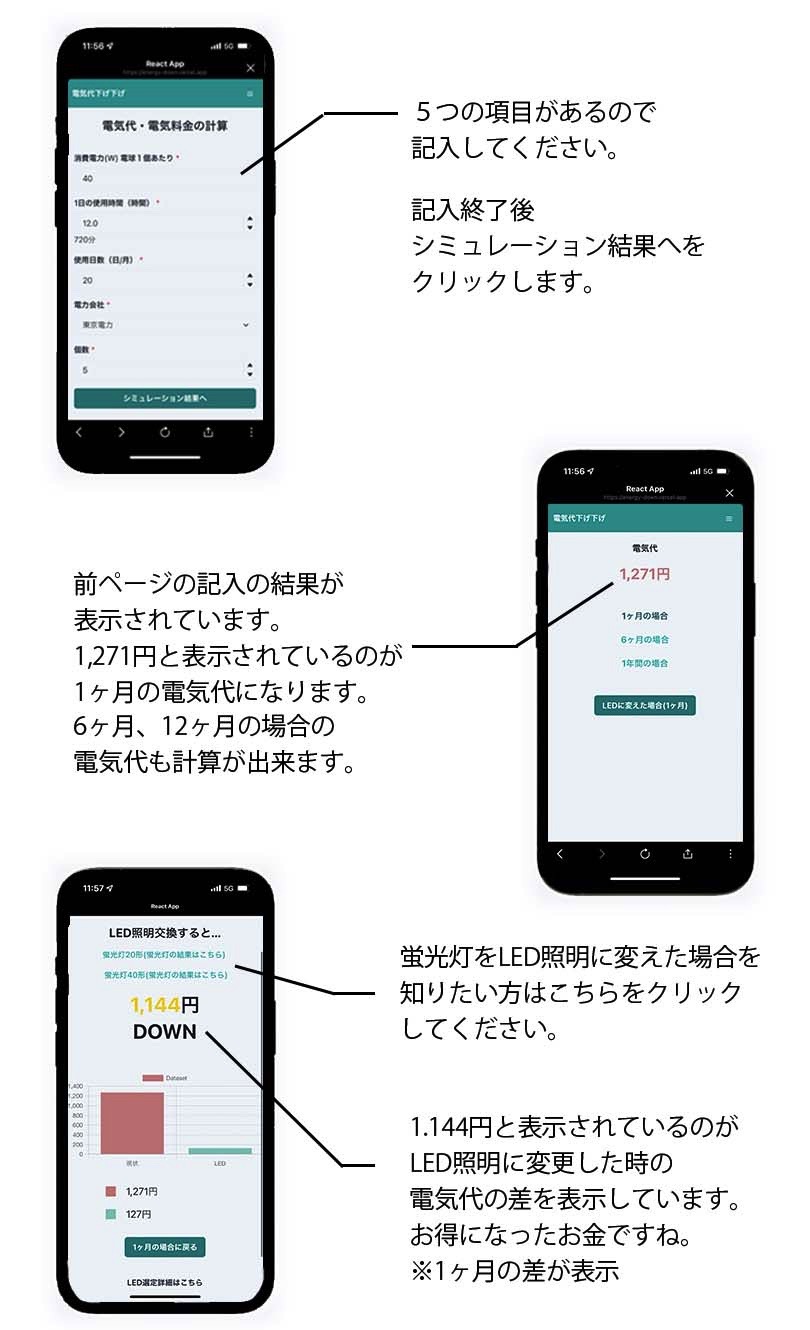 11:56
5G
React App
https://energy-down.vercel.app
電気代下げ下げ
電気代・電気料金の計算
消費電力(W) 電球1個あたり *
40
1日の使用時間（時間） *
12.0
720分
使用日数（日/月） *
20
電力会社 *
東京電力
個数 *
5
シミュレーション結果へ
５つの項目があるので
記入してください。
記入終了後
シミュレーション結果へを
クリックします。
11:56
5G
React App
https://energy-down.vercel.app
電気代下げ下げ
電気代
1,271円
1ヶ月の場合
6ヶ月の場合
1年間の場合
LEDに変えた場合(1ヶ月)
前ページの記入の結果が
表示されています。
1,271円と表示されているのが
1ヶ月の電気代になります。
6ヶ月、12ヶ月の場合の
電気代も計算が出来ます。
11:57
5G
React App
LED照明交換すると...
蛍光灯20形(蛍光灯の結果はこちら)
蛍光灯40形(蛍光灯の結果はこちら)
1,144円
DOWN
Dataset
1,400
1,200
1,000
800
600
400
200
0
現状
LED
1,271円
127円
1ヶ月の場合に戻る
LED選定詳細はこちら
蛍光灯をLED照明に変えた場合を
知りたい方はこちらをクリック
してください。
1.144円と表示されているのが
LED照明に変更した時の
電気代の差を表示しています。
お得になったお金ですね。
※1ヶ月の差が表示